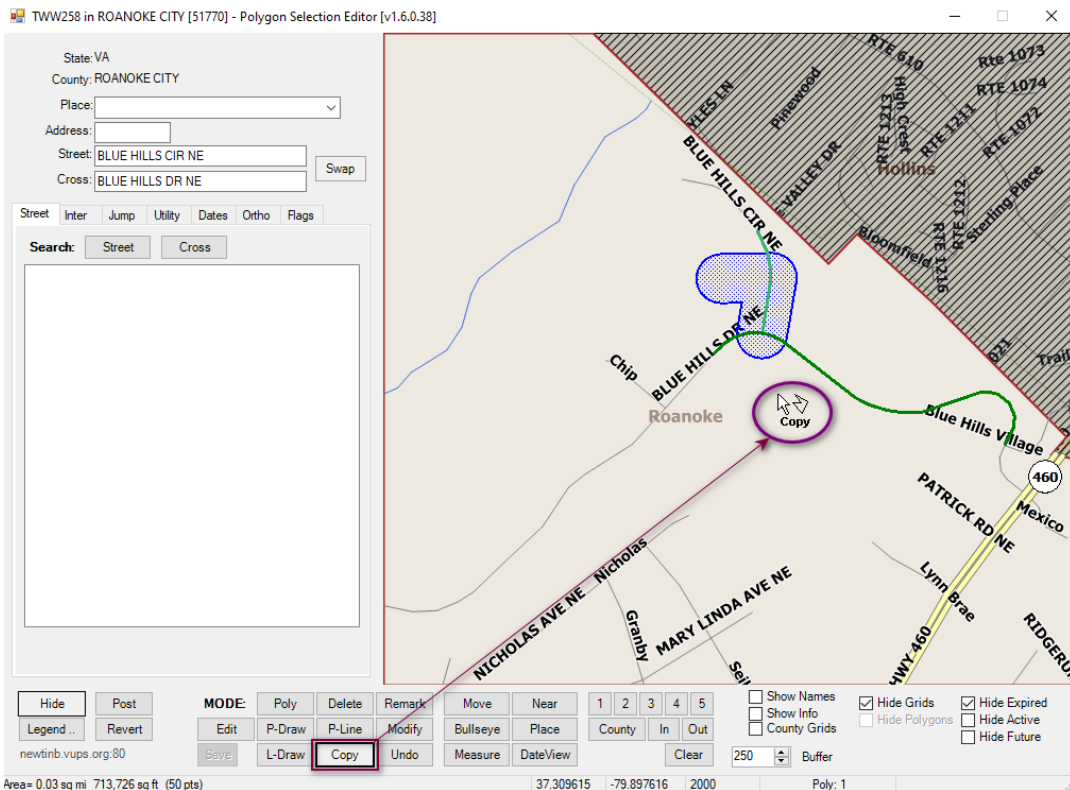 TWW258 in ROANOKE CITY [51770] - Polygon Selection Editor [v1.6.0.38]
State: VA
County: ROANOKE CITY
Place:
Address:
Street: BLUE HILLS CIR NE
Swap
Cross: BLUE HILLS DR NE
Street Inter Jump Utility Dates Ortho Flags
Search: Street Cross
RTE 610
Rte 1073
RTE 1074
YLES LN
Pinewood
High Crest
RTE 1213
RTE 1211
RTE 1072
Hollins
BLUE HILLS CIR NE
VALLEY DR
RTE 1212
Sterling Place
Bloomfield
RTE 1216
BLUE HILLS DR NE
021
Trail
Chip
Roanoke
Copy
Blue Hills Village
460
PATRICK RD NE
Mexico
Nicholas
Lynn Brae
NICHOLAS AVE NE
Granby
MARY LINDA AVE NE
HWY 460
RIDGERU
Sei
Hide Post MODE: Poly Delete Remark Move Near 1 2 3 4 5 Show Names Hide Grids Hide Expired
Legend .. Revert Edit P-Draw P-Line Modify Bullseye Place County In Out Show Info Hide Polygons Hide Active
County Grids Hide Future
newtinb.vups.org:80 Save L-Draw Copy Undo Measure DateView Clear 250 Buffer
Area= 0.03 sq mi 713,726 sq ft (50 pts) 37.309615 -79.897616 2000 Poly: 1